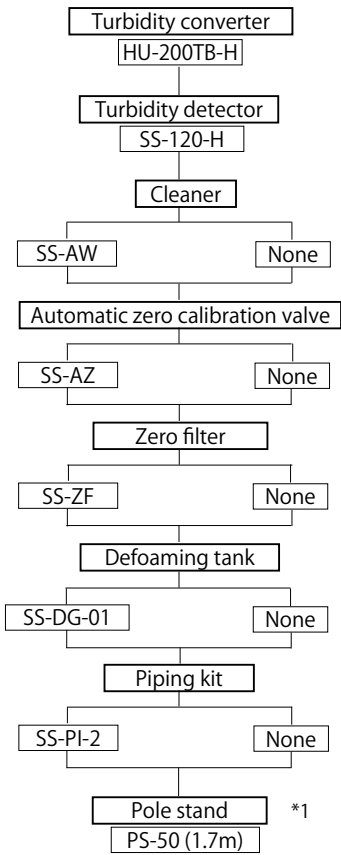 Turbidity converter
HU-200TB-H
Turbidity detector
SS-120-H
Cleaner
SS-AW
None
Automatic zero calibration valve
SS-AZ
None
Zero filter
SS-ZF
None
Defoaming tank
SS-DG-01
None
Piping kit
SS-PI-2
None
Pole stand *1
PS-50 (1.7m)